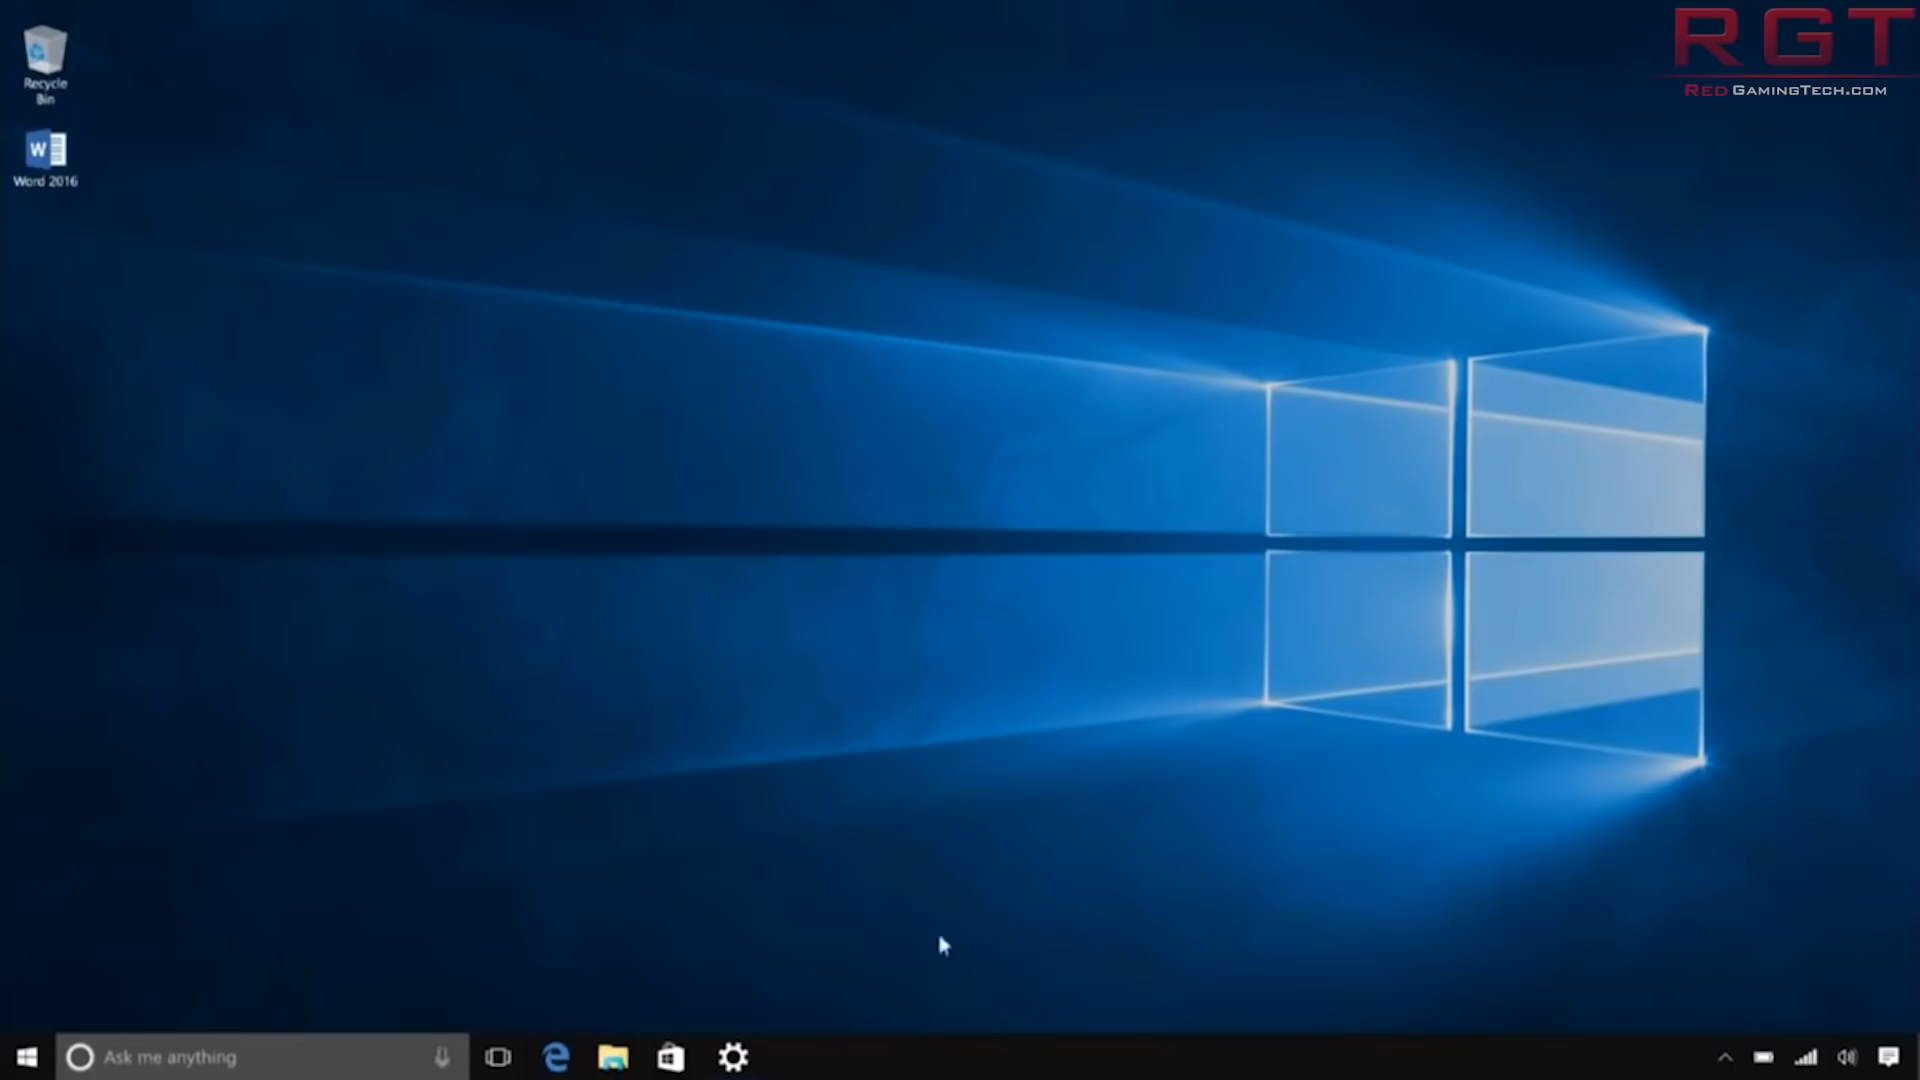 RGT
RED GAMINGTECH.COM
Recycle
Bin
W
Word 2016
Ask me anything